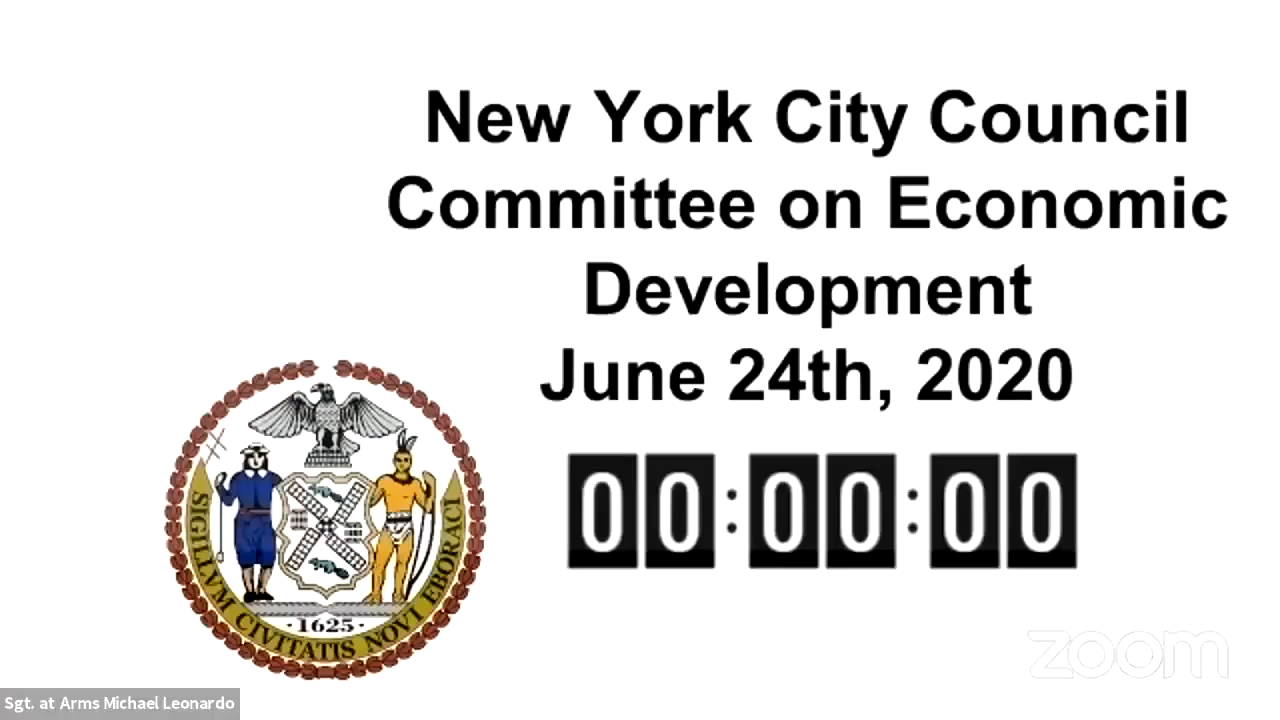 New York City Council
Committee on Economic
Development
June 24th, 2020
00:00:00
SIGILLVM CIVITATIS NOVI EBORACI
·1625·
zoom
Sgt. at Arms Michael Leonardo